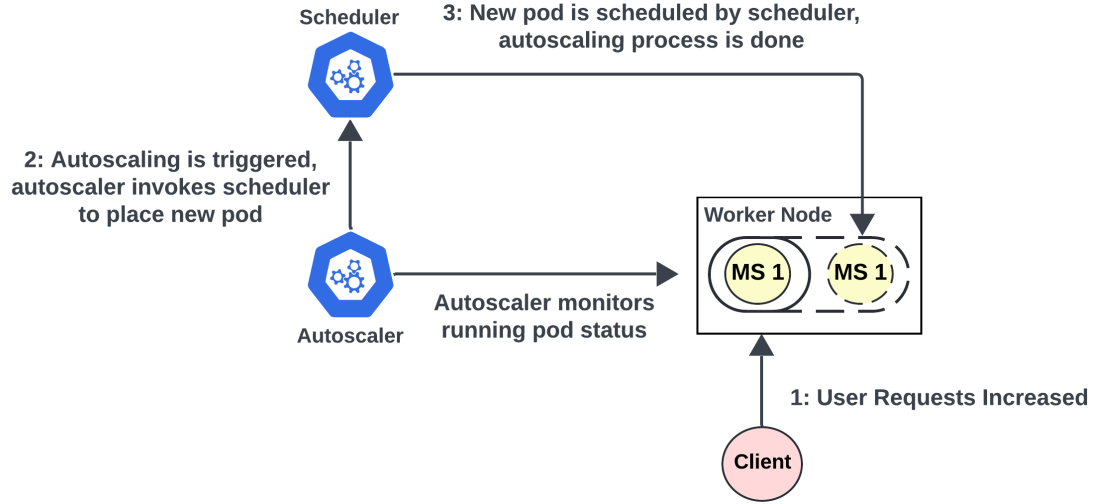 Scheduler
3: New pod is scheduled by scheduler,
autoscaling process is done
2: Autoscaling is triggered,
autoscaler invokes scheduler
to place new pod
Worker Node
MS 1
MS 1
Autoscaler monitors
running pod status
Autoscaler
1: User Requests Increased
Client